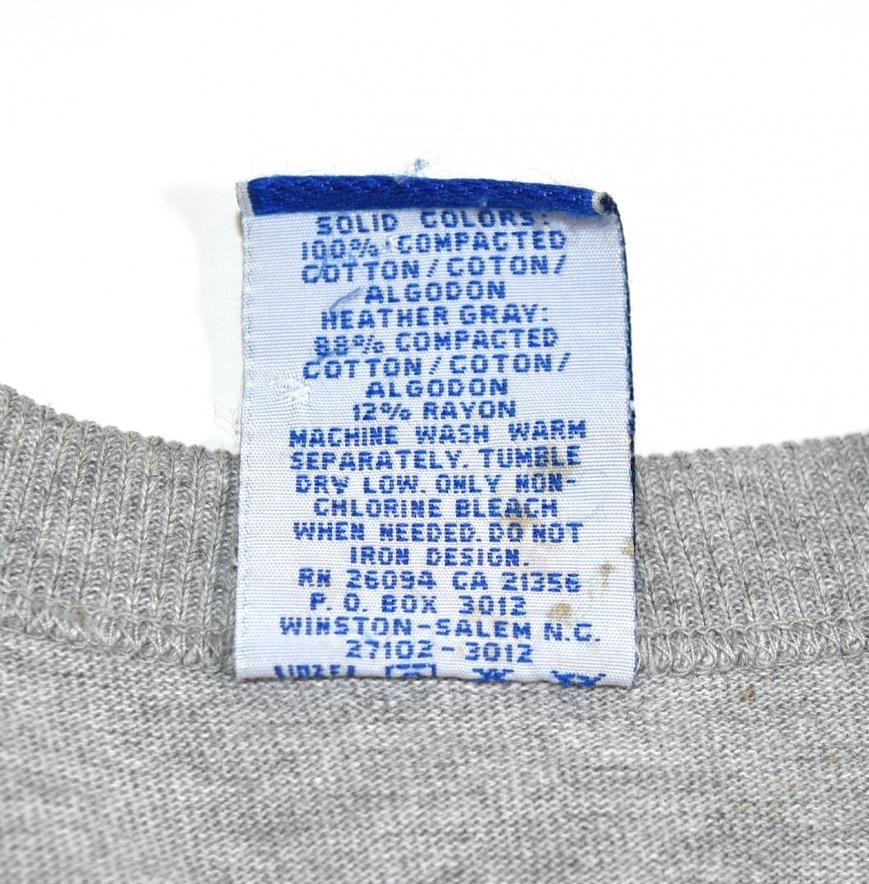 SOLID COLORS:
100% COMPACTED
COTTON/COTON/
ALGODON
HEATHER GRAY:
88% COMPACTED
COTTON/COTON/
ALGODON
12% RAYON
MACHINE WASH WARM
SEPARATELY. TUMBLE
DRY LOW. ONLY NON-
CHLORINE BLEACH
WHEN NEEDED. DO NOT
IRON DESIGN.
RN 26094 CA 21356
P. O. BOX 3012
WINSTON-SALEM N.C.
27102-3012